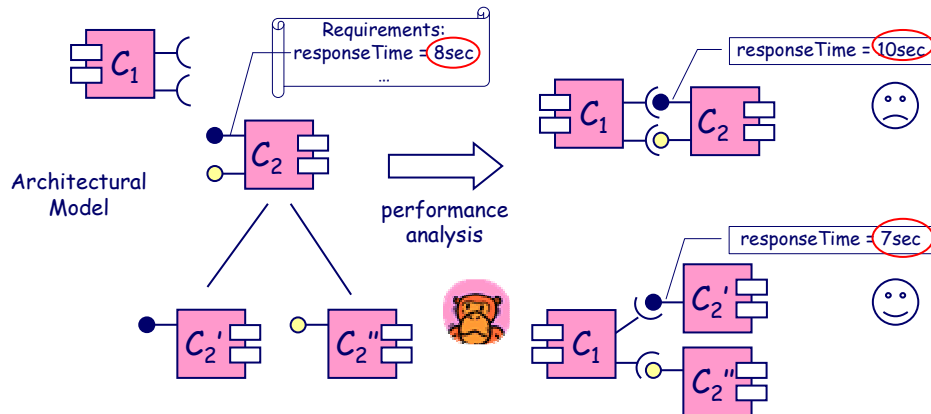 Requirements:
responseTime = 8sec
...
C1
C2
Architectural
Model
performance
analysis
C2'
C2"
responseTime = 10sec
C1
C2
responseTime = 7sec
C2'
C1
C2"